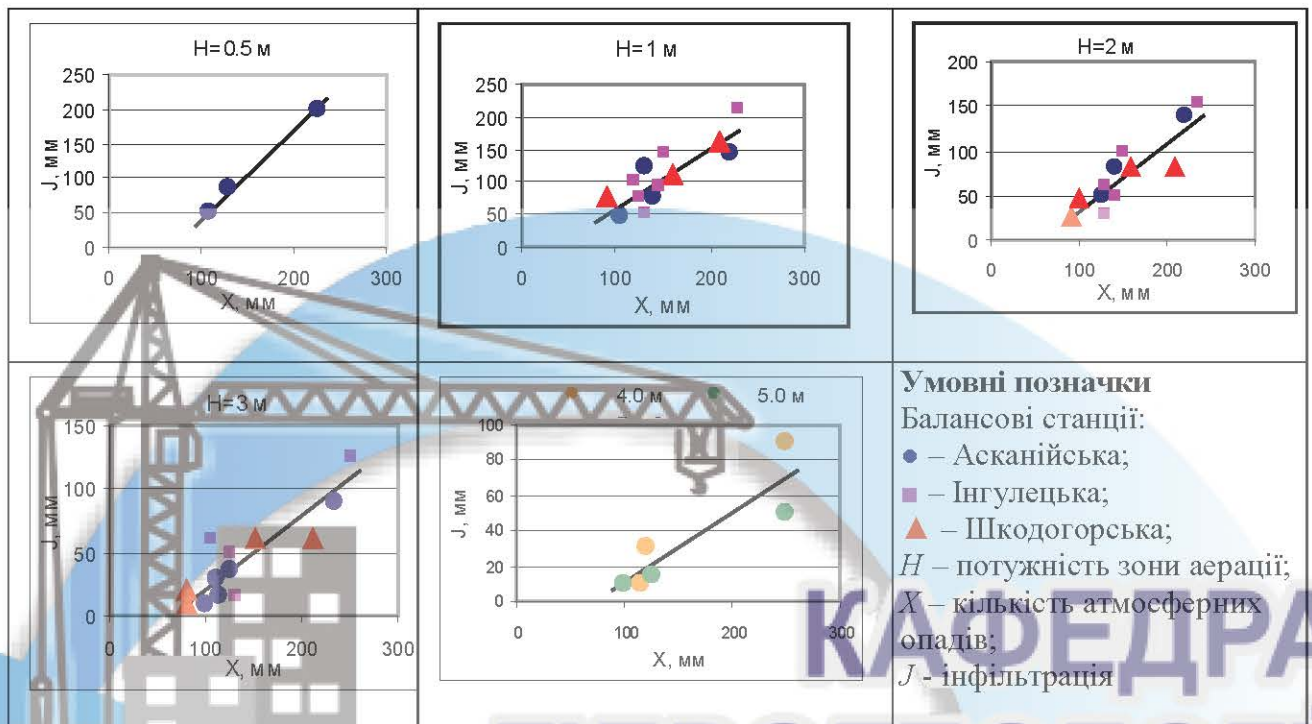 H=0.5 м
250
200
150
100
50
0
J, мм
0 100 200 300
X, мм
H=1 м
250
200
150
100
50
0
J, мм
0 100 200 300
X, мм
H=2 м
200
150
100
50
0
J, мм
0 100 200 300
X, мм
H=3 м
150
100
50
0
J, мм
0 100 200 300
X, мм
4.0 м 5.0 м
100
80
60
40
20
0
J, мм
0 100 200 300
X, мм
Умовні позначки
Балансові станції:
– Асканійська;
– Інгулецька;
– Шкодогорська;
H – потужність зони аерації;
X – кількість атмосферних
опадів;
J - інфільтрація
КАФЕДРА